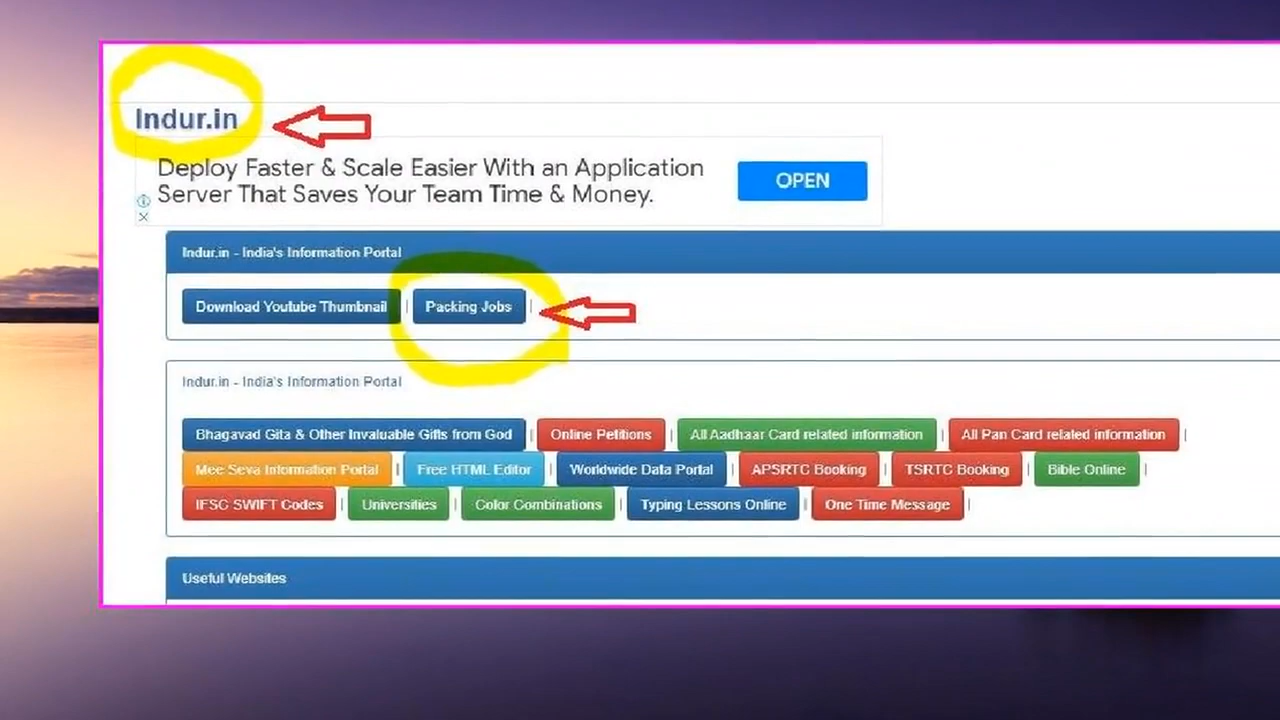 Indur.in
Deploy Faster & Scale Easier With an Application
Server That Saves Your Team Time & Money.
OPEN
Indur.in - India's Information Portal
Download Youtube Thumbnail | Packing Jobs |
Indur.in - India's Information Portal
Bhagavad Gita & Other Invaluable Gifts from God | Online Petitions | All Aadhaar Card related information | All Pan Card related information |
Mee Seva Information Portal | Free HTML Editor | Worldwide Data Portal | APSRTC Booking | TSRTC Booking | Bible Online |
IFSC SWIFT Codes | Universities | Color Combinations | Typing Lessons Online | One Time Message |
Useful Websites